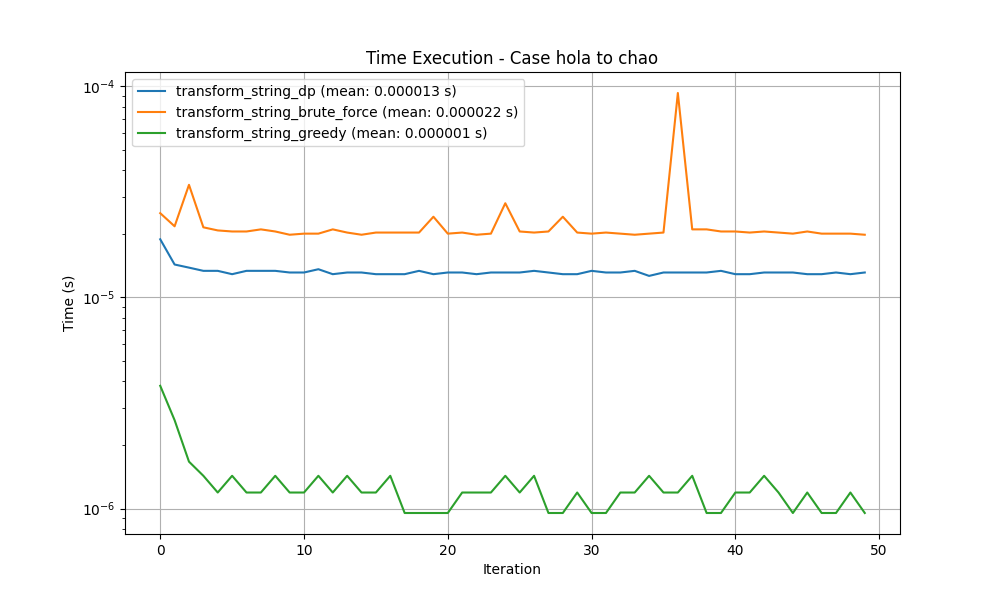 Time Execution - Case hola to chao
transform_string_dp (mean: 0.000013 s)
transform_string_brute_force (mean: 0.000022 s)
transform_string_greedy (mean: 0.000001 s)
Time (s)
10⁻⁴
10⁻⁵
10⁻⁶
0 10 20 30 40 50
Iteration